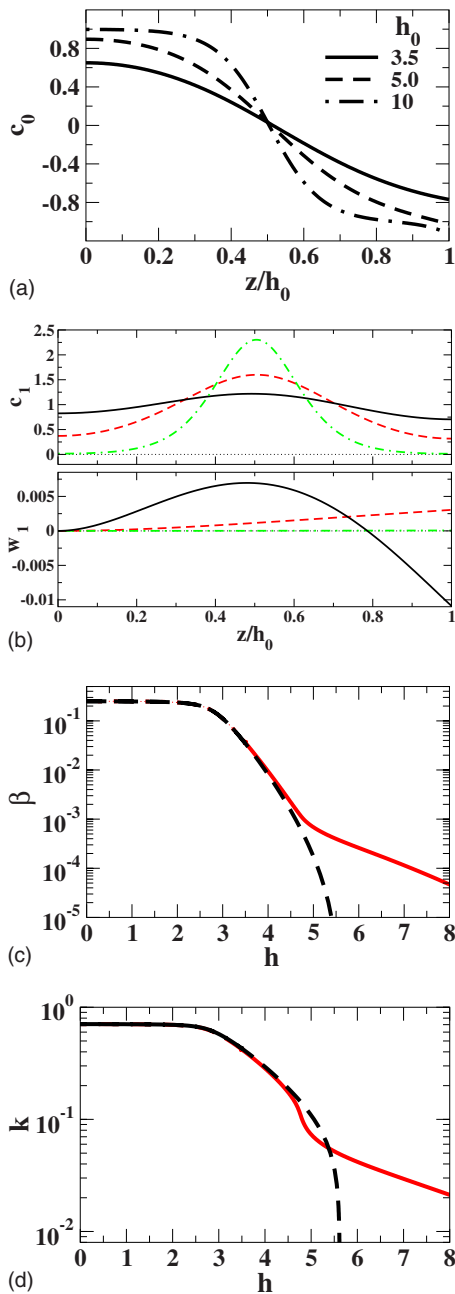 h0
3.5
5.0
10
0.8
0.4
0
-0.4
-0.8
c0
0 0.2 0.4 0.6 0.8 1
z/h0
(a)
2.5
2
1.5
1
0.5
0
c1
0.005
0
-0.005
-0.01
w1
0 0.2 0.4 0.6 0.8 1
z/h0
(b)
10-1
10-2
10-3
10-4
10-5
β
0 1 2 3 4 5 6 7 8
h
(c)
100
10-1
10-2
k
0 1 2 3 4 5 6 7 8
h
(d)